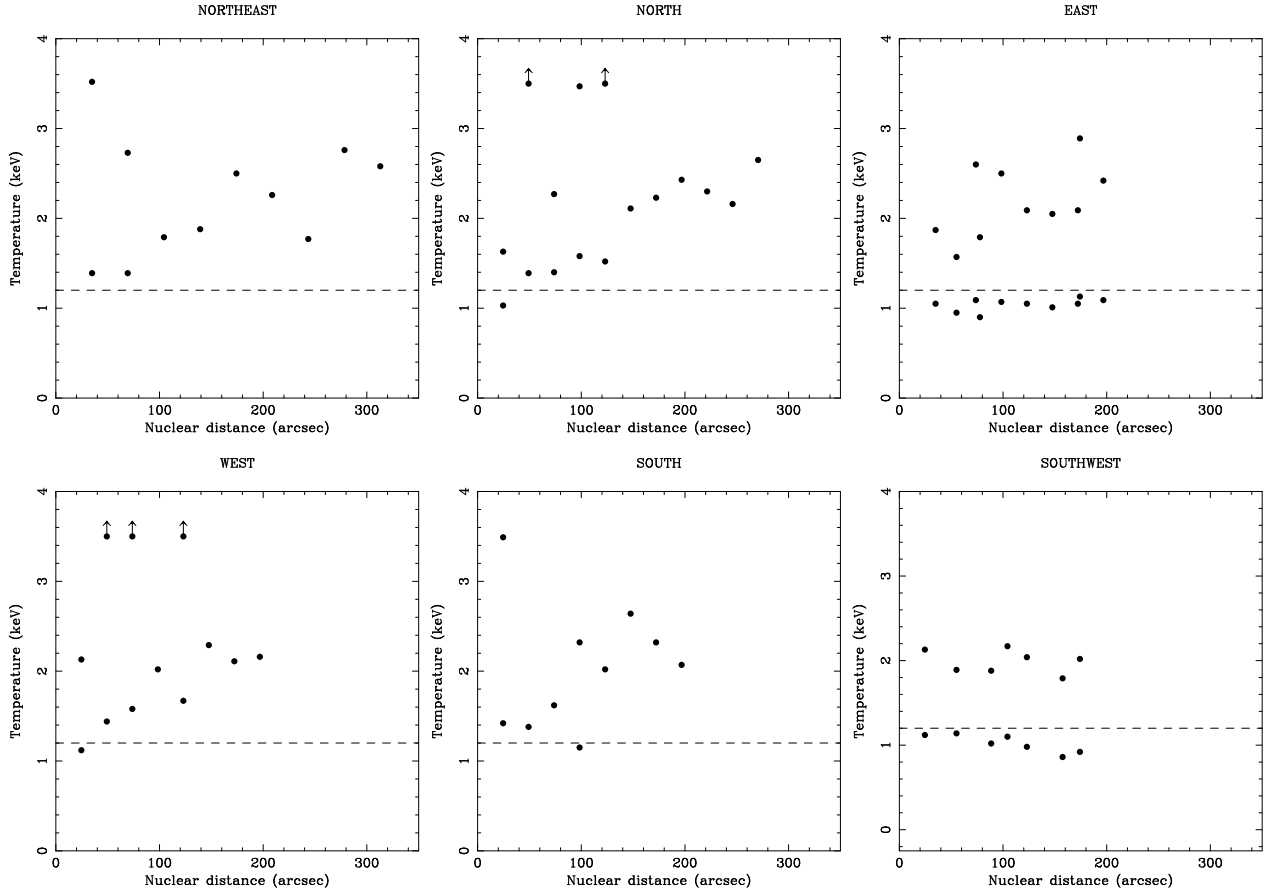 NORTHEAST
4
3
2
1
0
Temperature (keV)
0 100 200 300
Nuclear distance (arcsec)
NORTH
4
3
2
1
0
Temperature (keV)
0 100 200 300
Nuclear distance (arcsec)
EAST
4
3
2
1
0
Temperature (keV)
0 100 200 300
Nuclear distance (arcsec)
WEST
4
3
2
1
0
Temperature (keV)
0 100 200 300
Nuclear distance (arcsec)
SOUTH
4
3
2
1
0
Temperature (keV)
0 100 200 300
Nuclear distance (arcsec)
SOUTHWEST
4
3
2
1
0
Temperature (keV)
0 100 200 300
Nuclear distance (arcsec)